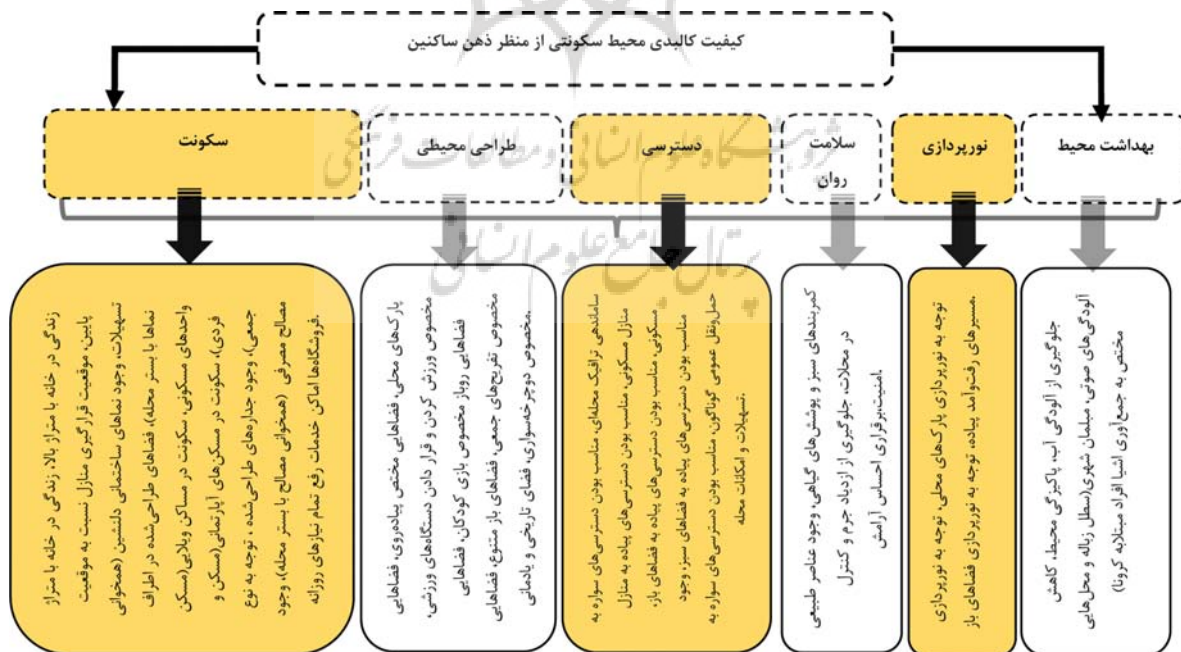 کیفیت کالبدی محیط سکونتی از منظر ذهن ساکنین
بهداشت محیط
نورپردازی
سلامت
روان
دسترسی
طراحی محیطی
سکونت
پژوهشگاه علوم انسانی و مطالعات فرهنگی
پرتال جامع علوم انسانی
جلوگیری از آلودگی آب، پاکیزگی محیط، کاهش
آلودگی‌های صوتی، مبلمان شهری(سطل زباله و محل‌هایی
مختص به جمع‌آوری اشیا افراد مبتلابه کرونا)
توجه به نورپردازی پارک‌های محلی، توجه به نورپردازی
مسیرهای رفت‌وآمد پیاده، توجه به نورپردازی فضاهای باز.
کمربندهای سبز و پوشش‌های گیاهی، وجود عناصر طبیعی
در محلات، جلوگیری از ازدیاد جرم و کنترل
امنیت،برقراری احساس آرامش.
ساماندهی ترافیک محله‌ای، مناسب بودن دسترسی‌های سواره به
منازل مسکونی، مناسب بودن دسترسی‌های پیاده به منازل
مسکونی، مناسب بودن دسترسی‌های پیاده به فضاهای باز،
مناسب بودن دسترسی‌های پیاده به فضاهای سبز، وجود
حمل‌ونقل عمومی گوناگون، مناسب بودن دسترسی‌های سواره به
تسهیلات و امکانات محله.
پارک‌های محلی، فضاهایی مختص پیاده‌روی، فضاهایی
مخصوص ورزش کردن و قرار دادن دستگاه‌های ورزشی،
فضاهایی روباز مخصوص بازی کودکان، فضاهایی
مخصوص تفریح‌های جمعی، فضاهای باز متنوع، فضاهایی
مخصوص دوچرخه‌سواری، فضای تاریخی و یادمانی.
زندگی در خانه با متراژ بالا، زندگی در خانه با متراژ
پایین، موقعیت قرارگیری منازل نسبت به موقعیت
تسهیلات، وجود نماهای ساختمانی دلنشین (همخوانی
نماها با بستر محله)، فضاهای طراحی‌شده در اطراف
واحدهای مسکونی، سکونت در مساکن ویلایی(مسکن
فردی)، سکونت در مسکن‌های آپارتمانی(مسکن و
جمعی)، وجود جداره‌های طراحی‌شده ، توجه به نوع
مصالح مصرفی (همخوانی مصالح با بستر محله)، وجود
فروشگاه‌ها اماکن خدمات رفع تمام نیازهای روزانه.